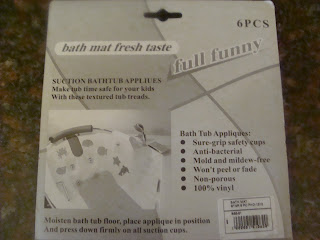 6PCS
bath mat fresh taste
full funny
SUCTION BATHTUB APPLIUES
Make tub time safe for your kids
With these textured tub treads.
Bath Tub Appliques:
Sure-grip safety cups
Anti-bacterial
Mold and mildew-free
Won't peel or fade
Non-porous
100% vinyl
Moisten bath tub floor, place applique in position
And press down firmly on all suction cups.